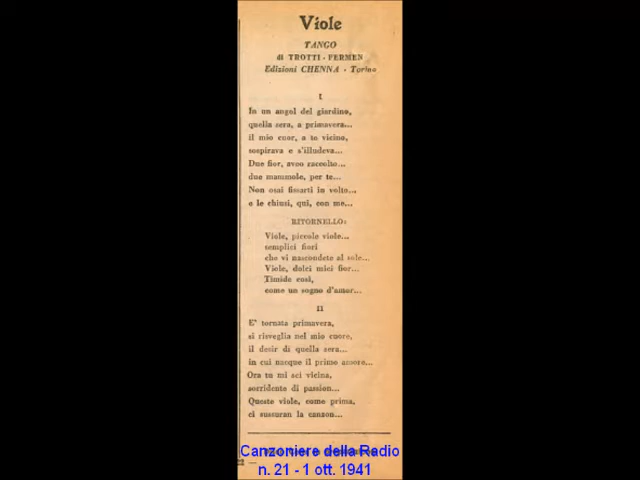 Viole
TANGO
di TROTTI - FERMEN
Edizioni CHENNA - Torino
I
In un angol del giardino,
quella sera, a primavera...
il mio cuor, a te vicino,
sospirava e s'illudeva...
Due fior, aveo raccolto...
due mammole, per te...
Non osai fissarti in volto...
e le chiusi, qui, con me...
RITORNELLO:
Viole, piccole viole...
semplici fiori
che vi nascondete al sole...
Viole, dolci miei fior...
Timide così,
come un sogno d'amor...
II
E' tornata primavera,
si risveglia nel mio cuore,
il desir di quella sera...
in cui nacque il primo amore...
Ora tu mi sei vicina,
sorridente di passion...
Queste viole, come prima,
ci sussuran la canzon...
Canzoniere della Radio
n. 21 - 1 ott. 1941